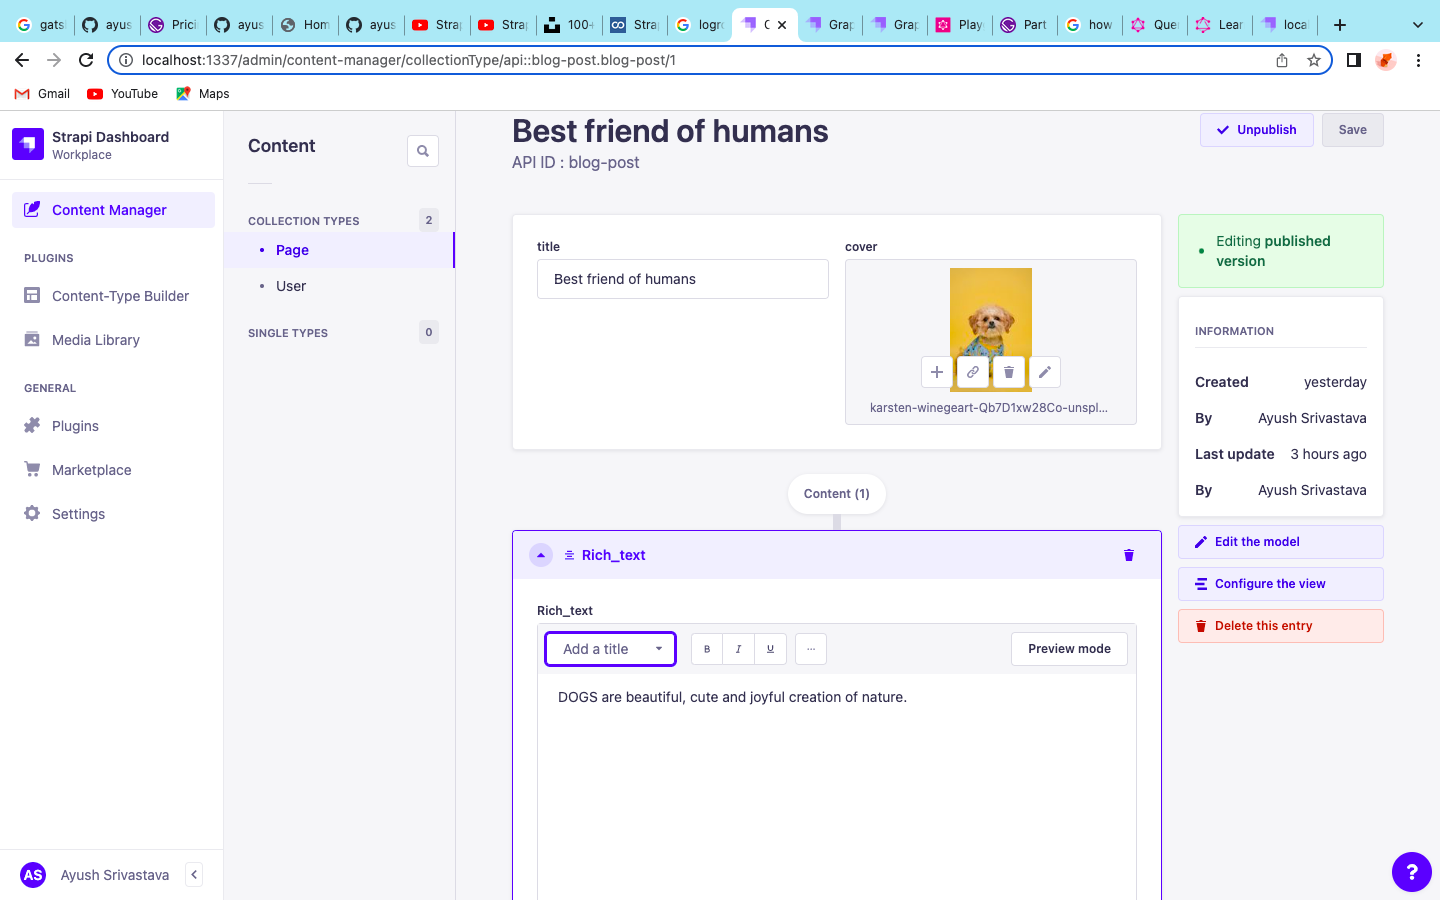 gats
ayus
Prici
ayus
Hom
ayus
Strap
Strap
100+
Strap
logro
C
Grap
Grap
Play
Part
how
Que
Lear
loca
localhost:1337/admin/content-manager/collectionType/api::blog-post.blog-post/1
Gmail
YouTube
Maps
Strapi Dashboard
Workplace
Content Manager
PLUGINS
Content-Type Builder
Media Library
GENERAL
Plugins
Marketplace
Settings
AS Ayush Srivastava
Content
COLLECTION TYPES 2
Page
User
SINGLE TYPES 0
Best friend of humans
API ID : blog-post
Unpublish
Save
title
Best friend of humans
cover
karsten-winegeart-Qb7D1xw28Co-unspl...
Content (1)
Rich_text
Rich_text
Add a title
B
I
U
...
Preview mode
DOGS are beautiful, cute and joyful creation of nature.
Editing published
version
INFORMATION
Created yesterday
By Ayush Srivastava
Last update 3 hours ago
By Ayush Srivastava
Edit the model
Configure the view
Delete this entry
?